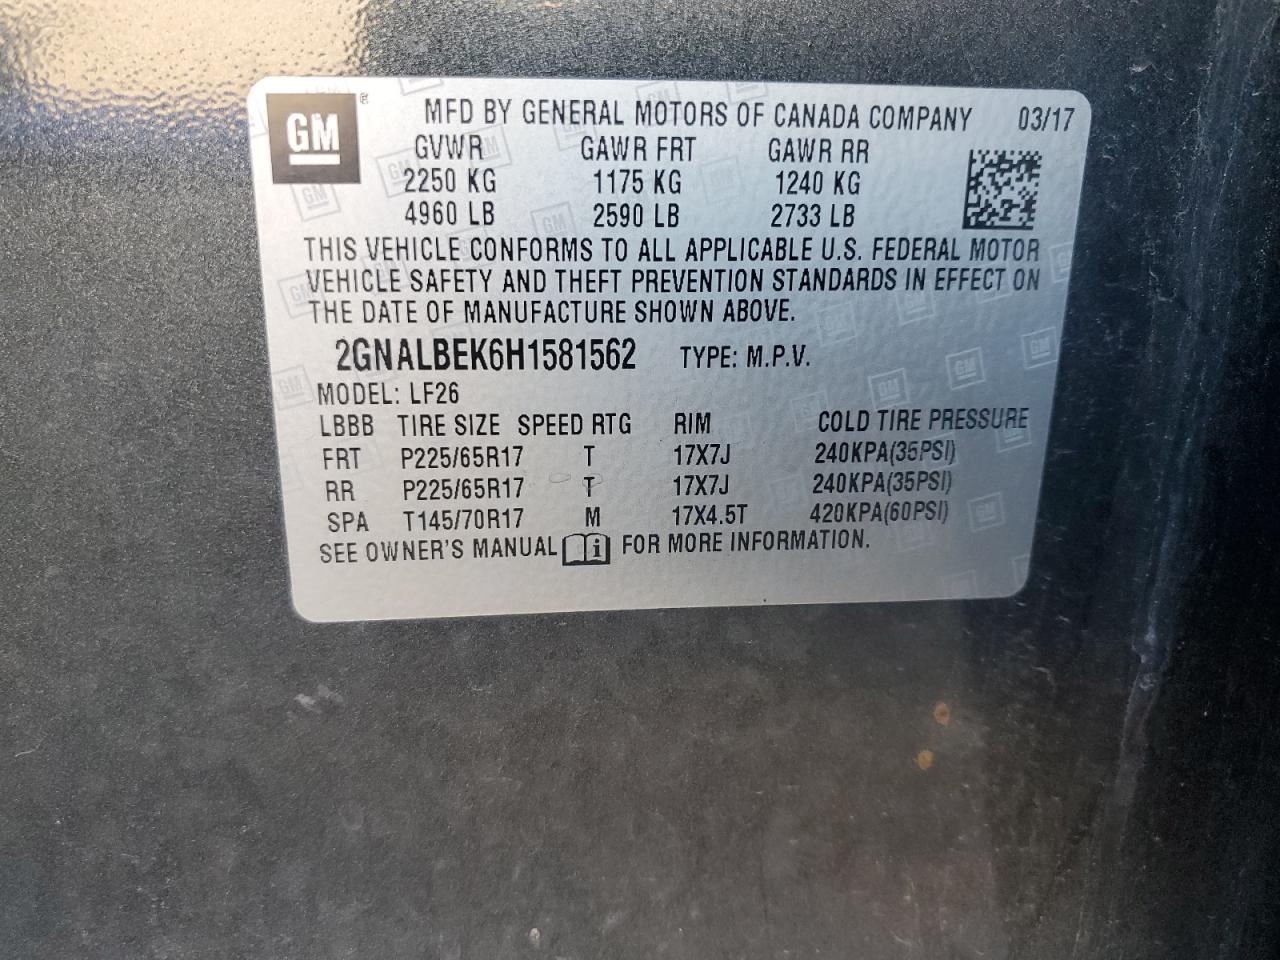 GM ® MFD BY GENERAL MOTORS OF CANADA COMPANY 03/17
GVWR GAWR FRT GAWR RR
2250 KG 1175 KG 1240 KG
4960 LB 2590 LB 2733 LB
THIS VEHICLE CONFORMS TO ALL APPLICABLE U.S. FEDERAL MOTOR
VEHICLE SAFETY AND THEFT PREVENTION STANDARDS IN EFFECT ON
THE DATE OF MANUFACTURE SHOWN ABOVE.
2GNALBEK6H1581562 TYPE: M.P.V.
MODEL: LF26
LBBB TIRE SIZE SPEED RTG RIM COLD TIRE PRESSURE
FRT P225/65R17 T 17X7J 240KPA(35PSI)
RR P225/65R17 T 17X7J 240KPA(35PSI)
SPA T145/70R17 M 17X4.5T 420KPA(60PSI)
SEE OWNER'S MANUAL i FOR MORE INFORMATION.